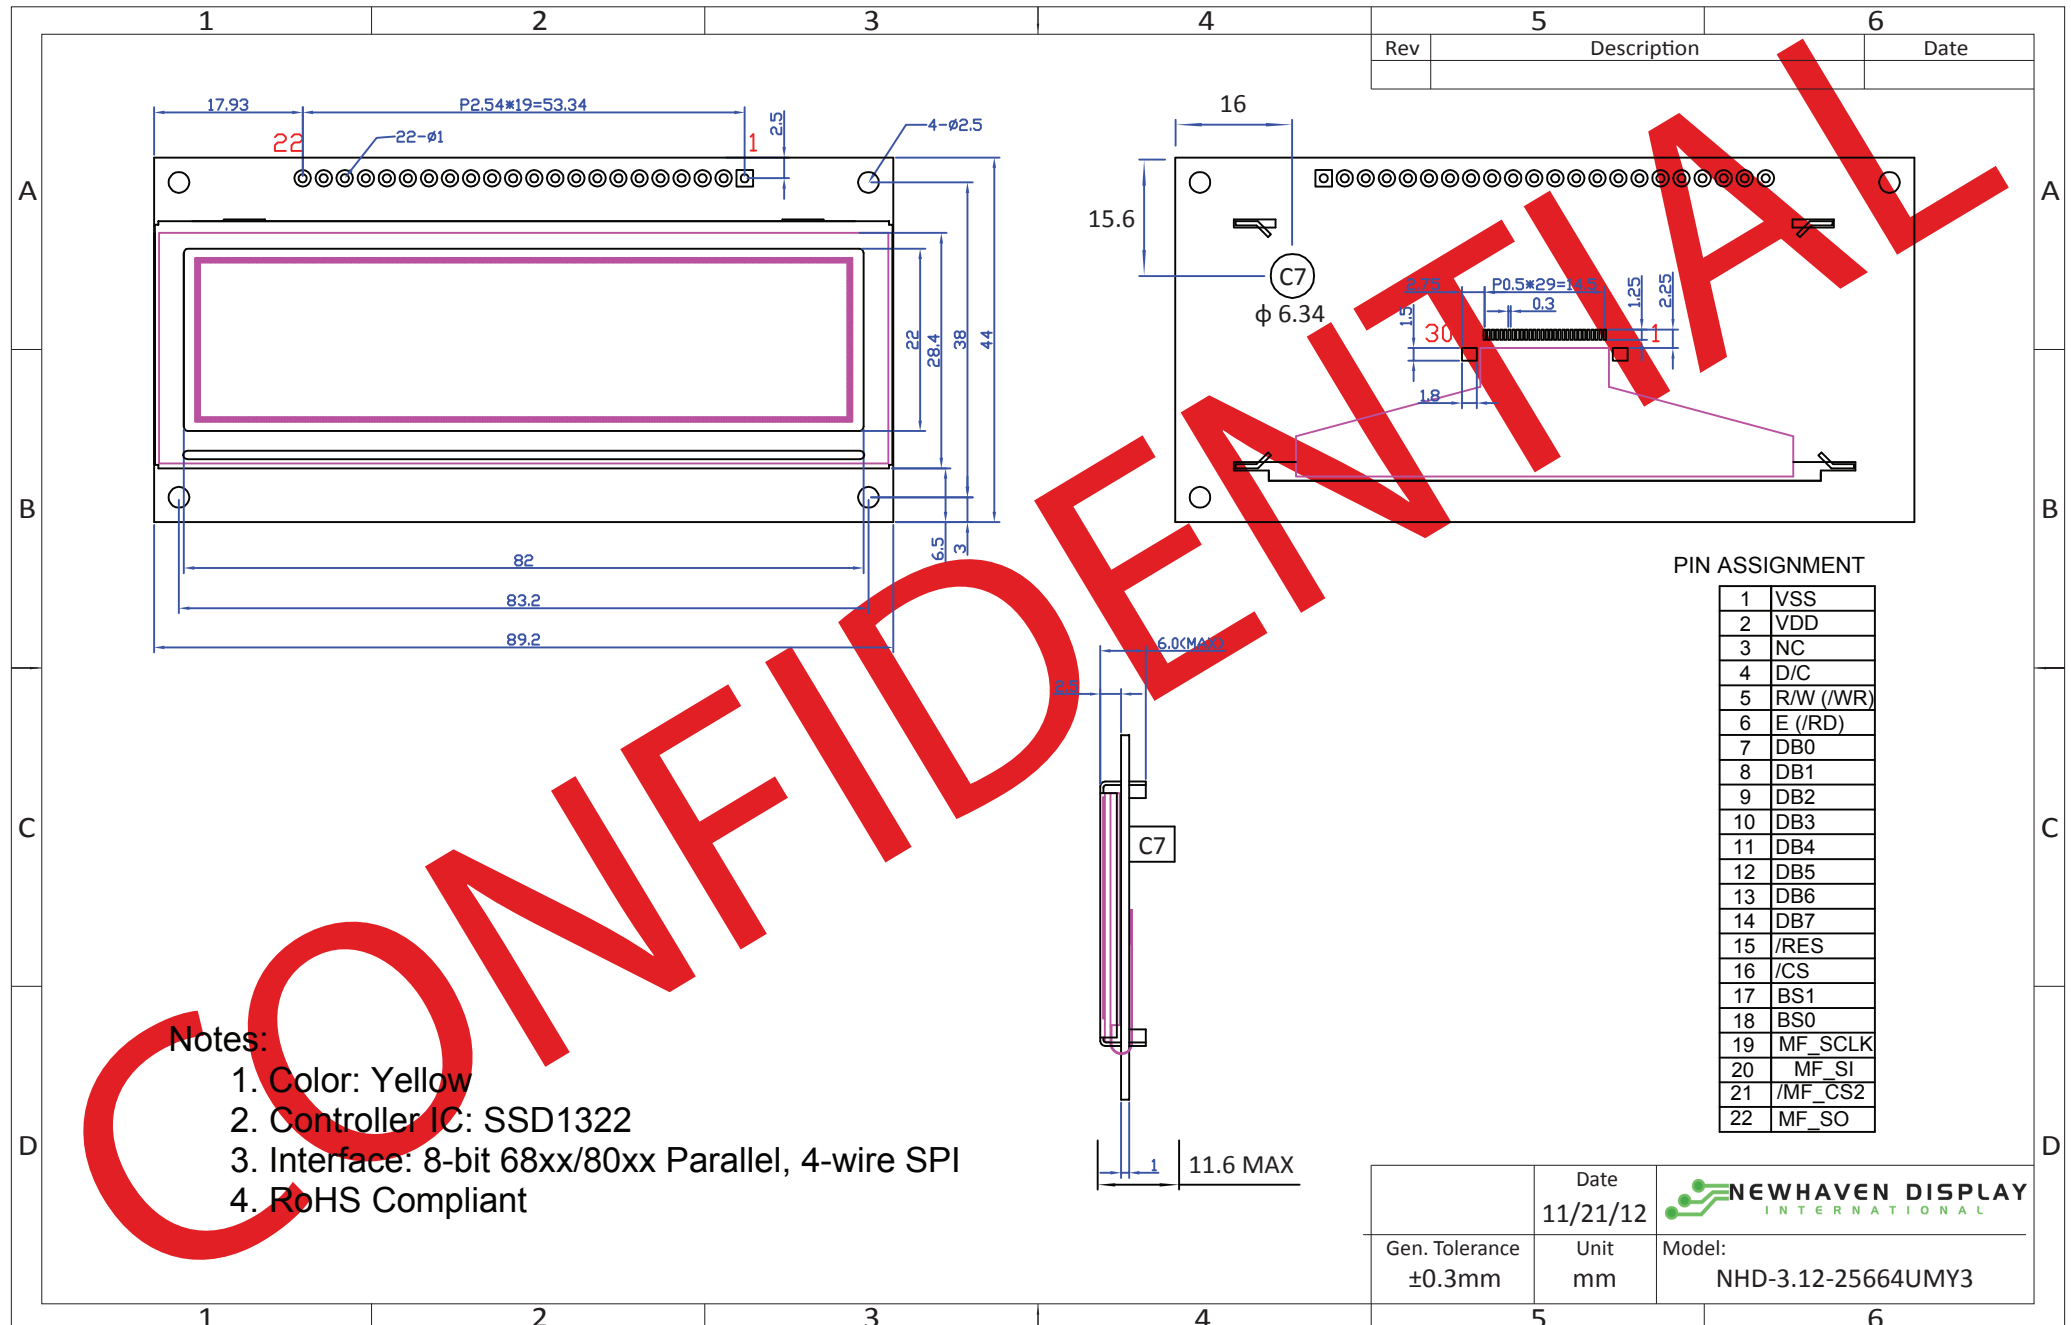 1 2 3 4 5 6
Rev Description Date
A A
B B
C C
D D
17.93
P2.54*19=53.34
2.5
22
22-ø1
1
4-ø2.5
22
28.4
38
44
6.5
3
82
83.2
89.2
16
15.6
C7
ϕ 6.34
2.75
P0.5*29=14.5
0.3
1.25
2.25
1.5
30
1
1.8
CONFIDENTIAL
6.0(MAX)
2.5
C7
1
11.6 MAX
PIN ASSIGNMENT
1 VSS
2 VDD
3 NC
4 D/C
5 R/W (/WR)
6 E (/RD)
7 DB0
8 DB1
9 DB2
10 DB3
11 DB4
12 DB5
13 DB6
14 DB7
15 /RES
16 /CS
17 BS1
18 BS0
19 MF_SCLK
20 MF_SI
21 /MF_CS2
22 MF_SO
Notes:
1. Color: Yellow
2. Controller IC: SSD1322
3. Interface: 8-bit 68xx/80xx Parallel, 4-wire SPI
4. RoHS Compliant
Date
11/21/12
NEWHAVEN DISPLAY
INTERNATIONAL
Gen. Tolerance
±0.3mm
Unit
mm
Model:
NHD-3.12-25664UMY3
1 2 3 4 5 6